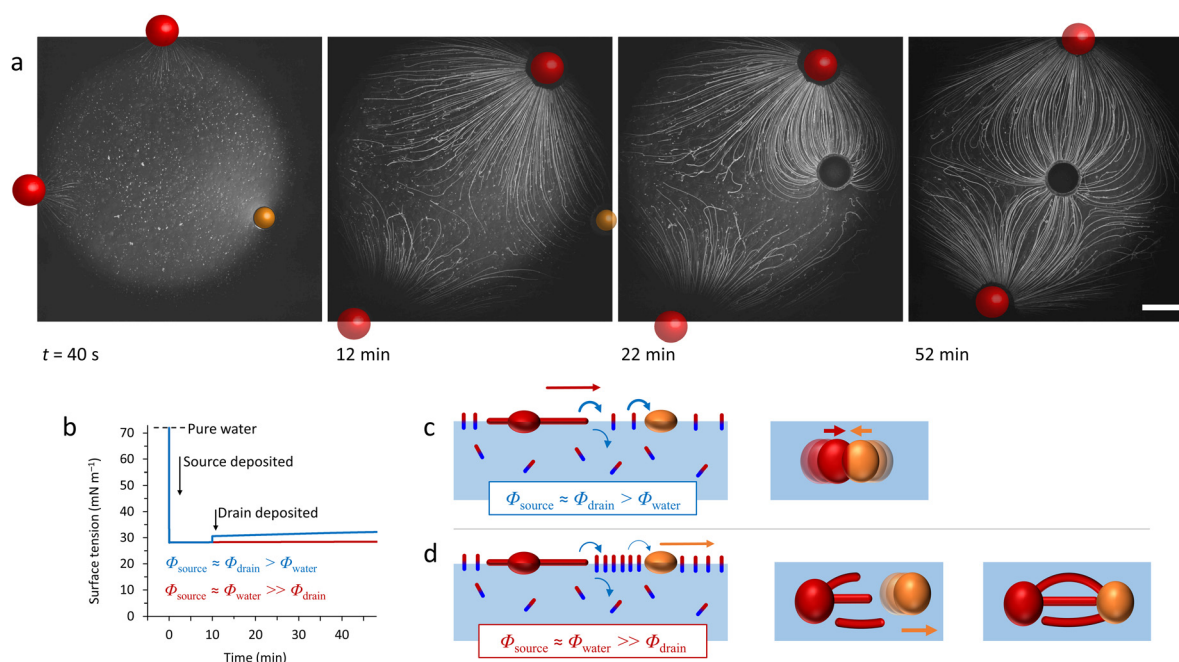 a
t = 40 s
12 min
22 min
52 min
b
Surface tension (mN m⁻¹)
70
60
50
40
30
20
10
0
Pure water
Source deposited
Drain deposited
Φsource ≈ Φdrain > Φwater
Φsource ≈ Φwater >> Φdrain
0
10
20
30
40
Time (min)
c
Φsource ≈ Φdrain > Φwater
d
Φsource ≈ Φwater >> Φdrain